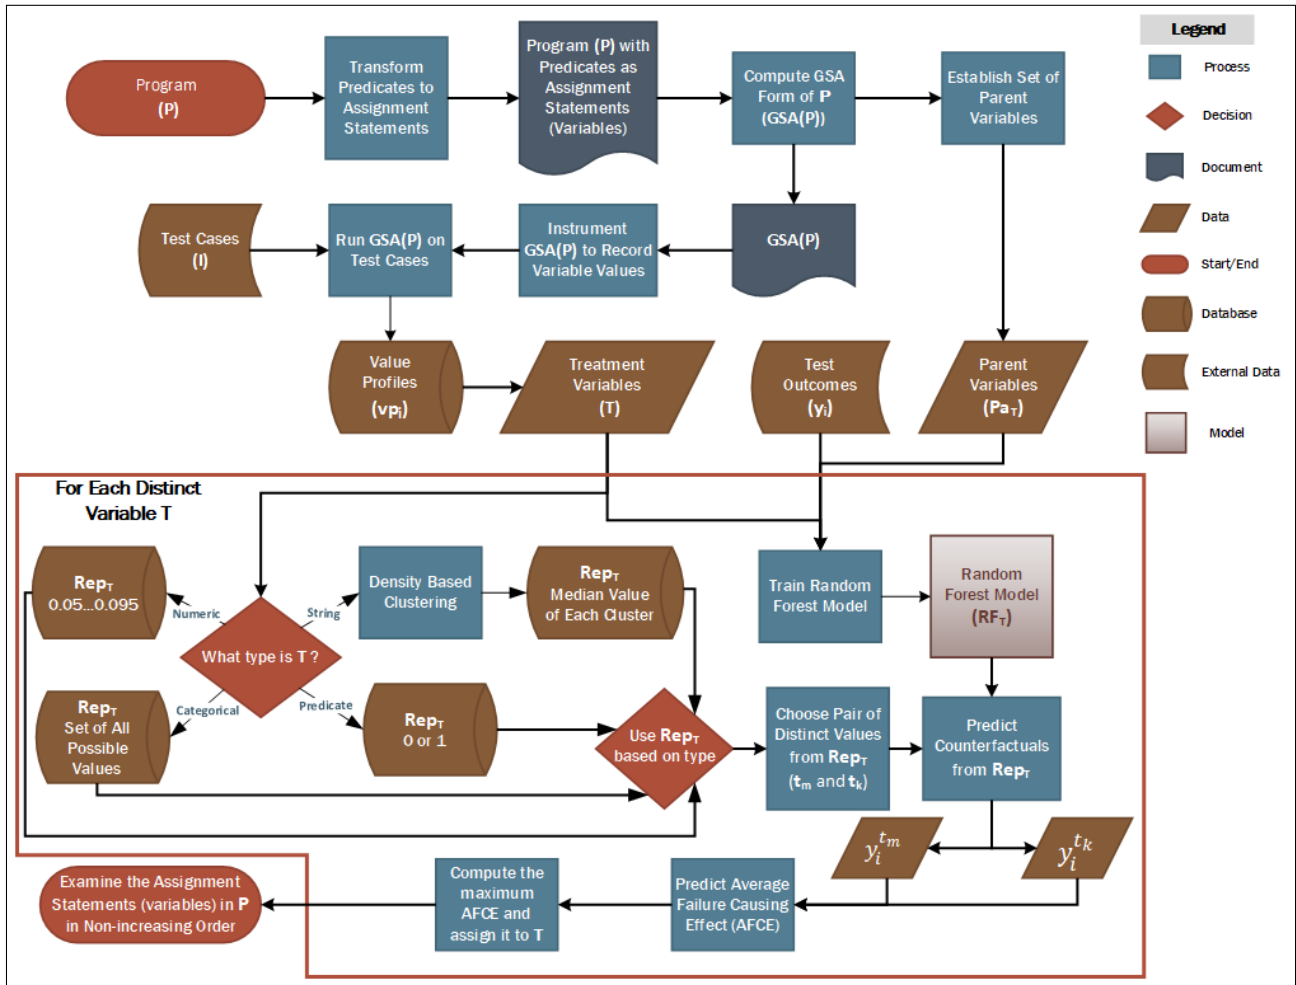 Legend
Process
Decision
Document
Data
Start/End
Database
External Data
Model
Program
(P)
Transform
Predicates to
Assignment
Statements
Program (P) with
Predicates as
Assignment
Statements
(Variables)
Compute GSA
Form of P
(GSA(P))
Establish Set of
Parent
Variables
Test Cases
(I)
Run GSA(P) on
Test Cases
Instrument
GSA(P) to Record
Variable Values
GSA(P)
Value
Profiles
(vpi)
Treatment
Variables
(T)
Test
Outcomes
(yi)
Parent
Variables
(PaT)
For Each Distinct
Variable T
RepT
0.05...0.095
Numeric
String
Density Based
Clustering
RepT
Median Value
of Each Cluster
Train Random
Forest Model
Random
Forest Model
(RFT)
What type is T ?
Categorical
Predicate
RepT
Set of All
Possible
Values
RepT
0 or 1
Use RepT
based on type
Choose Pair of
Distinct Values
from RepT
(tm and tk)
Predict
Counterfactuals
from RepT
yi^tm
yi^tk
Examine the Assignment
Statements (variables) in P
in Non-increasing Order
Compute the
maximum
AFCE and
assign it to T
Predict Average
Failure Causing
Effect (AFCE)